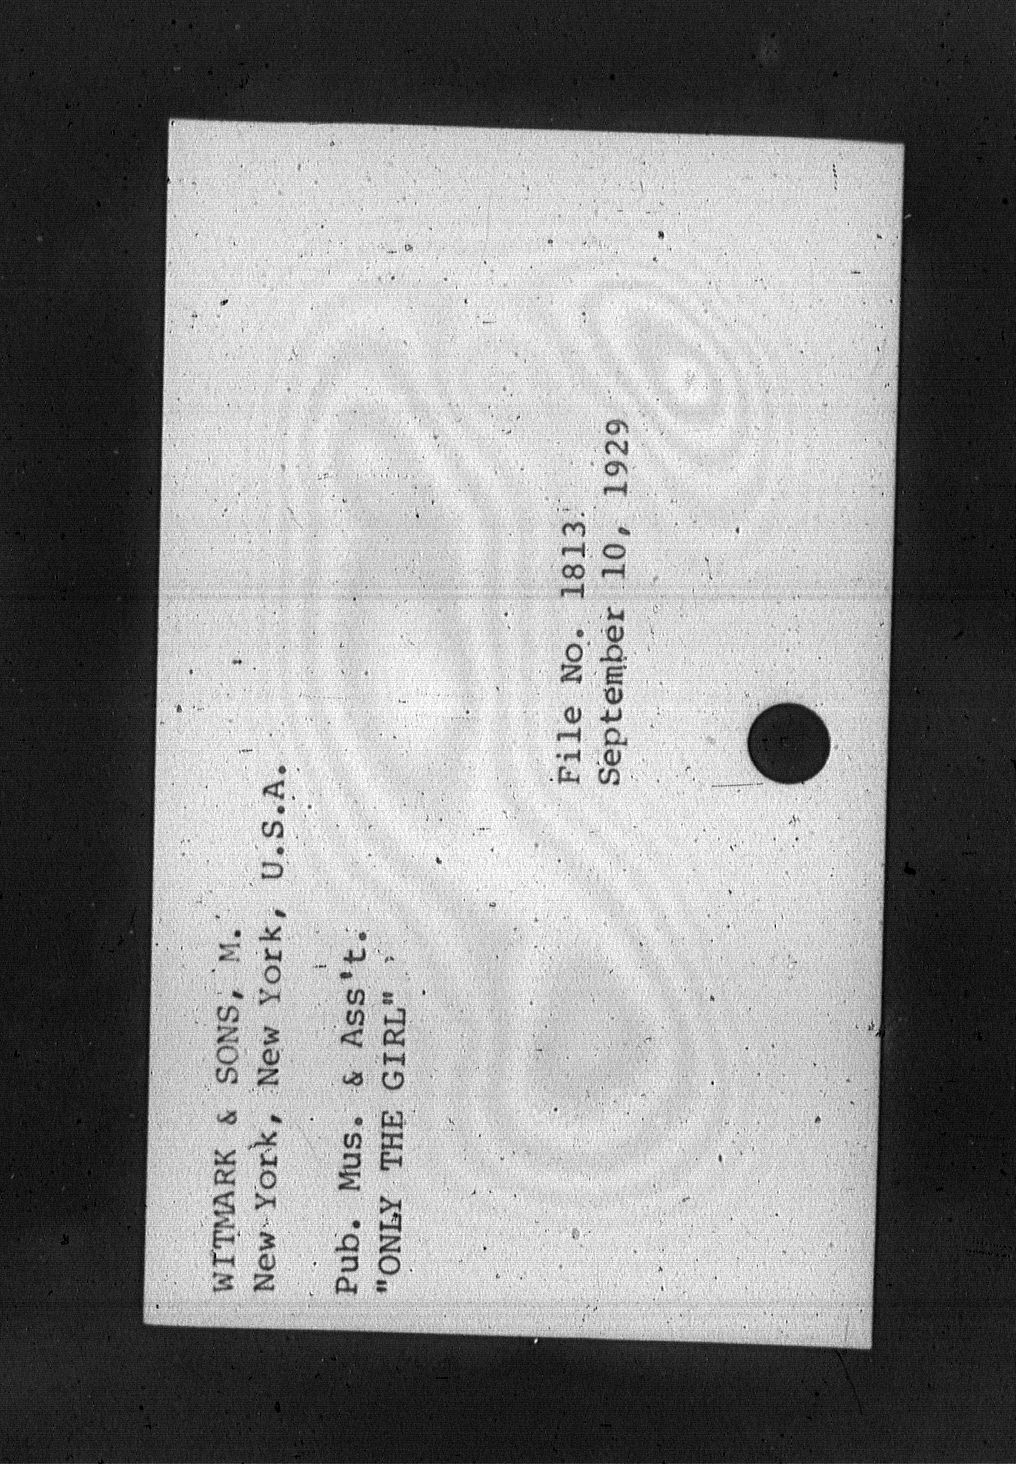 WITMARK & SONS, M.
New York, New York, U.S.A.
Pub. Mus. & Ass't.
"ONLY THE GIRL"
File No. 1813
September 10, 1929